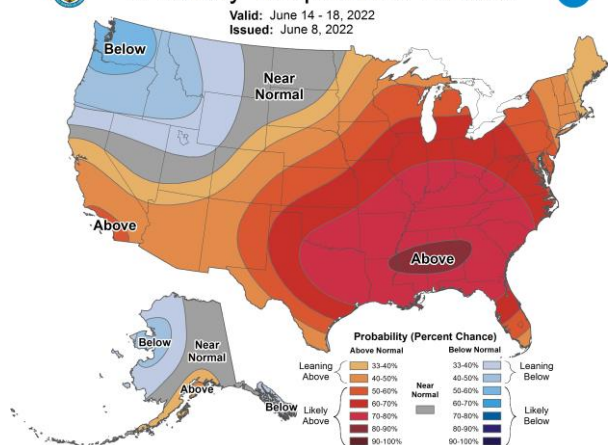 Valid: June 14 - 18, 2022
Issued: June 8, 2022
Below
Near
Normal
Above
Above
Below
Near
Normal
Above
Below
Probability (Percent Chance)
Above Normal
Below Normal
Leaning
Above
33-40%
40-50%
Likely
Above
50-60%
60-70%
70-80%
80-90%
90-100%
Near
Normal
33-40%
40-50%
Leaning
Below
50-60%
60-70%
70-80%
80-90%
90-100%
Likely
Below